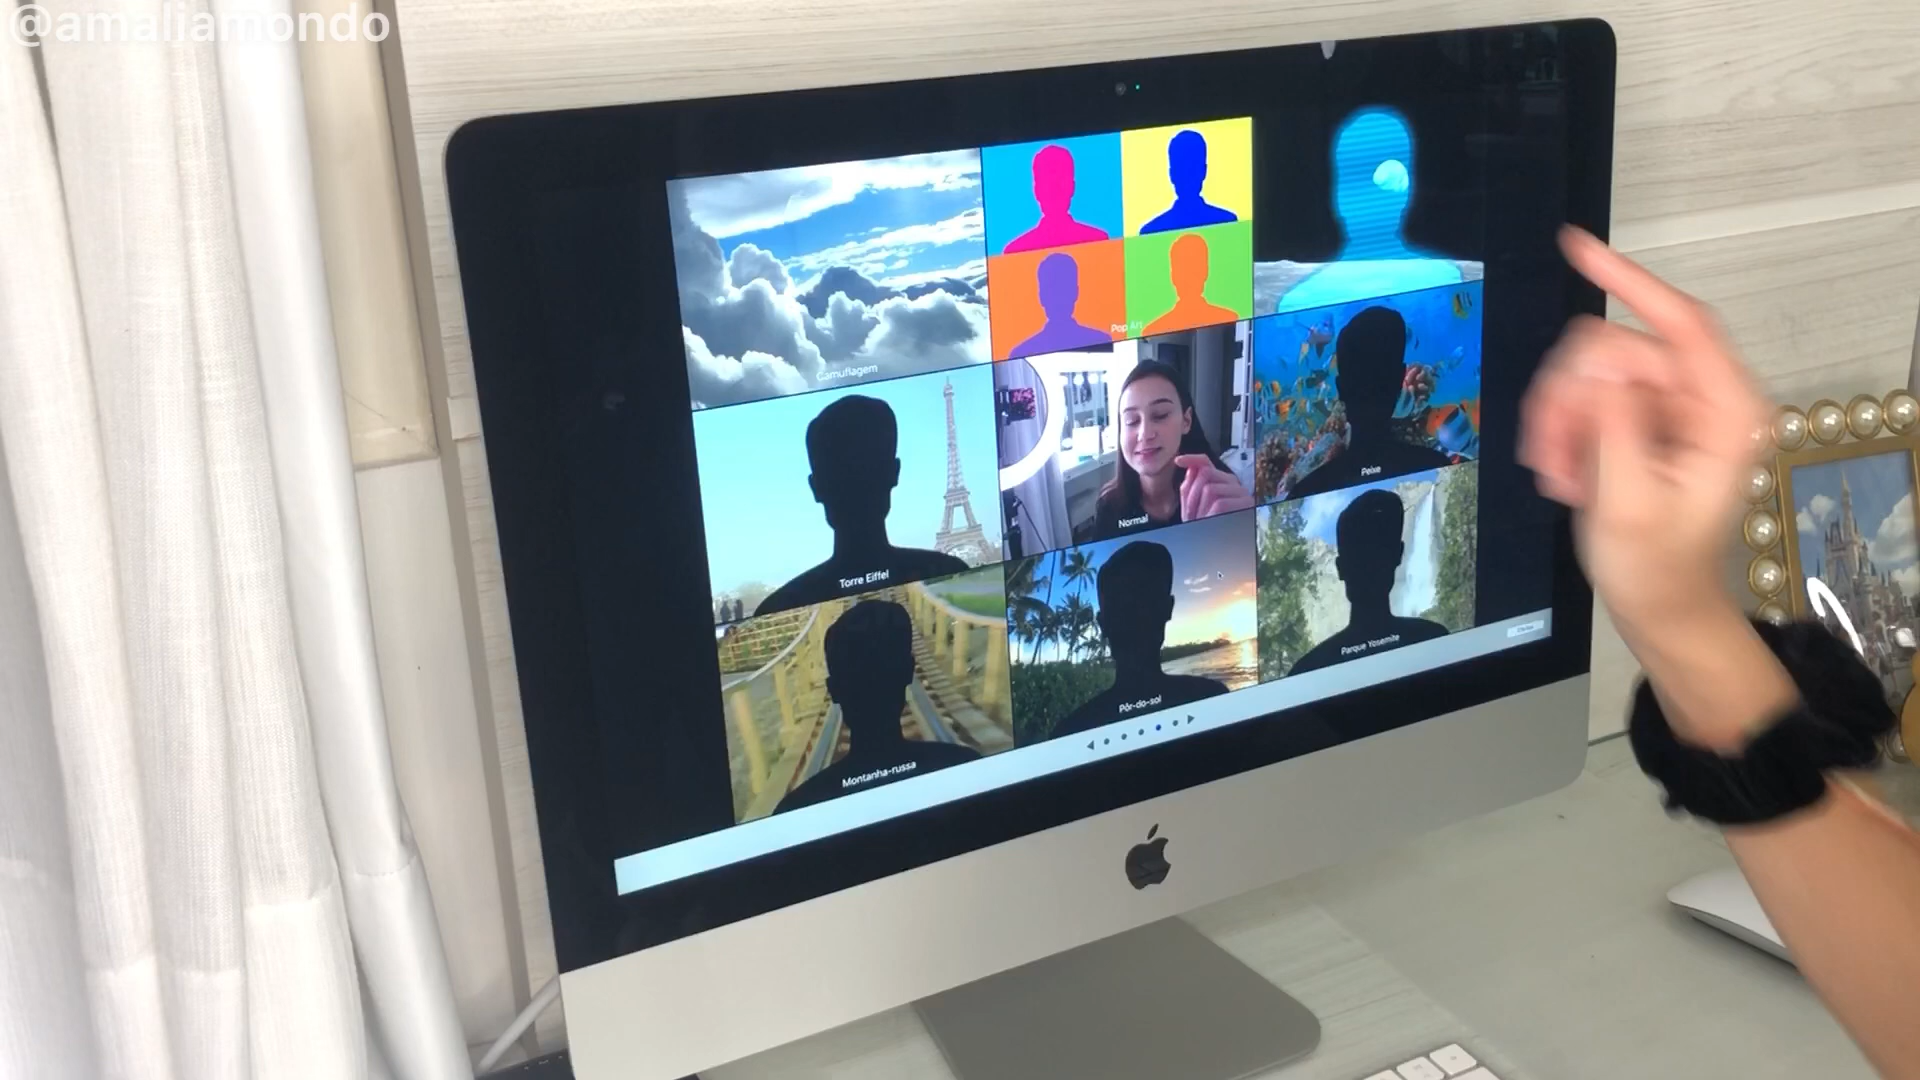 @amaliamondo
Camuflagem
Pop Art
Torre Eiffel
Normal
Peixe
Montanha-russa
Pôr-do-sol
Parque Yosemite